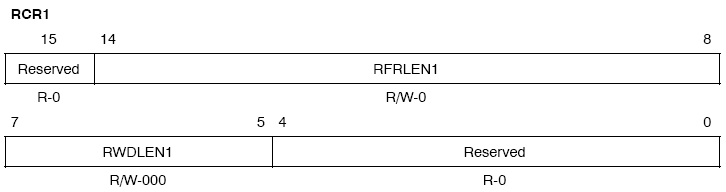 RCR1
15 14 8
Reserved RFRLEN1
R-0 R/W-0
7 5 4 0
RWDLEN1 Reserved
R/W-000 R-0